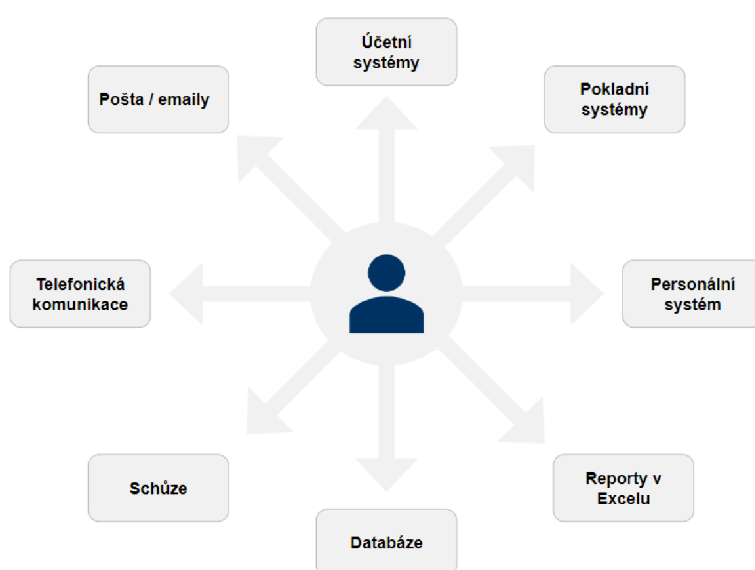 Účetní
systémy
Pošta / emaily
Pokladní
systémy
Telefonická
komunikace
Personální
systém
Schůze
Reporty v
Excelu
Databáze